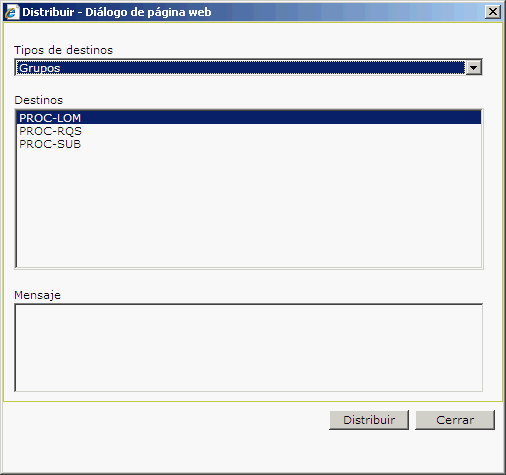 Distribuir - Diálogo de página web
Tipos de destinos
Grupos
Destinos
PROC-LOM
PROC-RQS
PROC-SUB
Mensaje
Distribuir
Cerrar